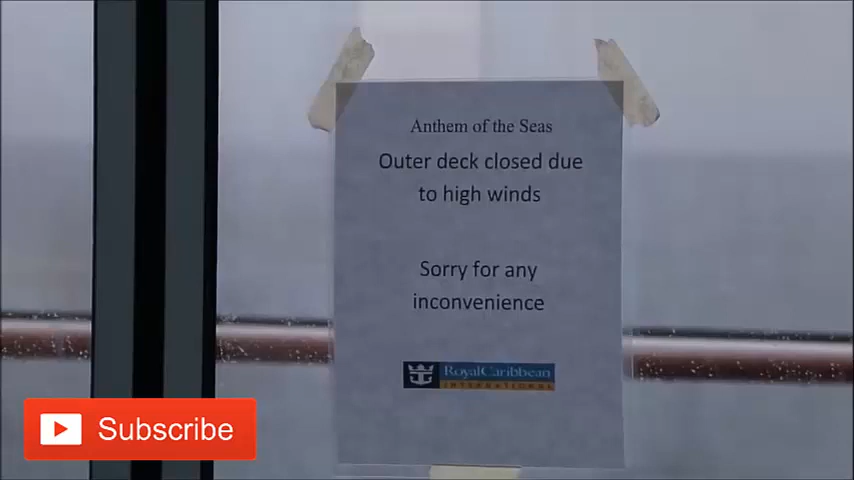 Anthem of the Seas
Outer deck closed due
to high winds
Sorry for any
inconvenience
RoyalCaribbean
INTERNATIONAL
Subscribe